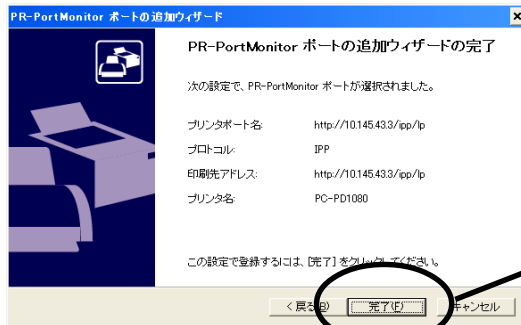 PR-PortMonitor ポートの追加ウィザード
PR-PortMonitor ポートの追加ウィザードの完了
次の設定で、PR-PortMonitor ポートが選択されました。
プリンタポート名: http://10.145.43.3/ipp/lp
プロトコル: IPP
印刷先アドレス: http://10.145.43.3/ipp/lp
プリンタ名: PC-PD1080
この設定で登録するには、[完了] をクリックしてください。
< 戻る(B) 完了(F) キャンセル